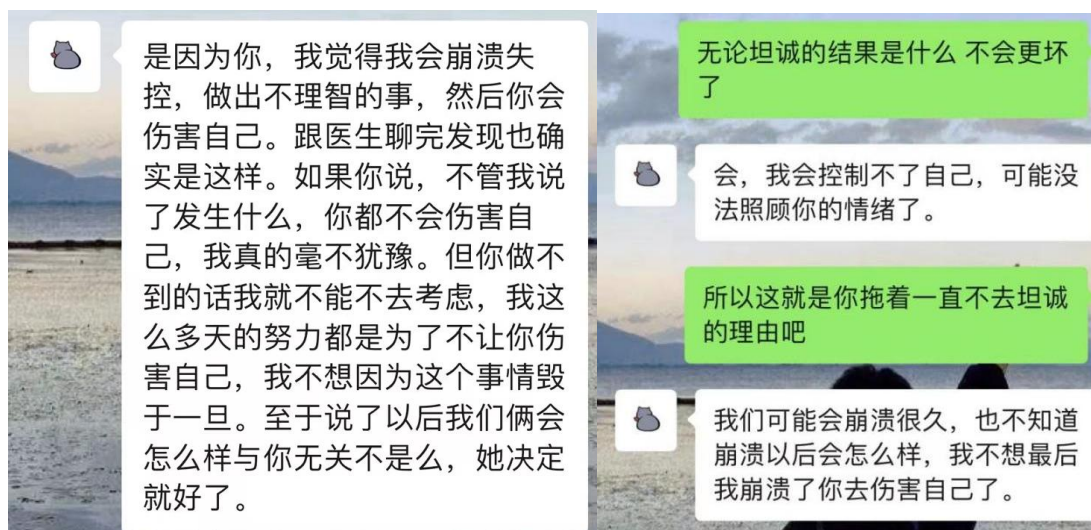 是因为你，我觉得我会崩溃失
控，做出不理智的事，然后你会
伤害自己。跟医生聊完发现也确
实是这样。如果你说，不管我说
了发生什么，你都不会伤害自
己，我真的毫不犹豫。但你做不
到的话我就不能不去考虑，我这
么多天的努力都是为了不让你伤
害自己，我不想因为这个事情毁
于一旦。至于说了以后我们俩会
怎么样与你无关不是么，她决定
就好了。
无论坦诚的结果是什么 不会更坏
了
会，我会控制不了自己，可能没
法照顾你的情绪了。
所以这就是你拖着一直不去坦诚
的理由吧
我们可能会崩溃很久，也不知道
崩溃以后会怎么样，我不想最后
我崩溃了你去伤害自己了。